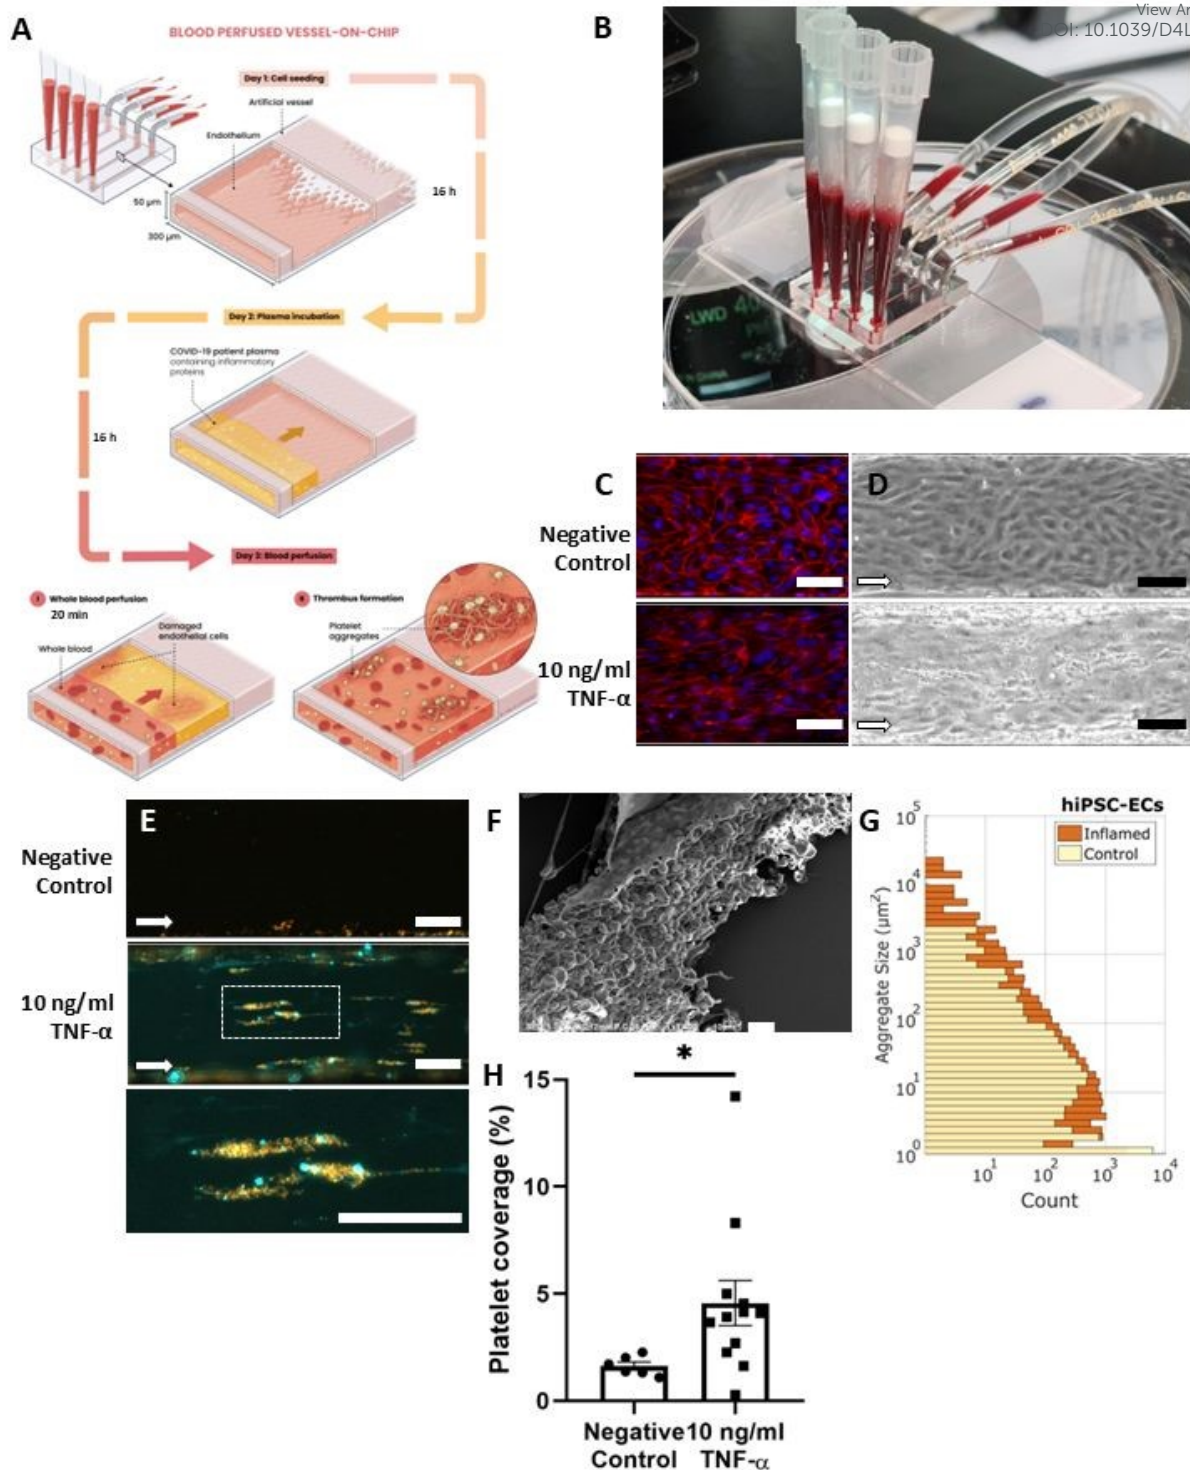 View Ar
OI: 10.1039/D4L
A
BLOOD PERFUSED VESSEL-ON-CHIP
Day 1: Cell seeding
Artificial vessel
Endothelium
50 µm
300 µm
16 h
Day 2: Plasma incubation
COVID-19 patient plasma
containing inflammatory
proteins
16 h
Day 3: Blood perfusion
I Whole blood perfusion
20 min
Damaged
endothelial cells
Whole blood
II Thrombus formation
Platelet
aggregates
B
LWD 40
CHINA
C
D
Negative
Control
10 ng/ml
TNF-α
E
Negative
Control
10 ng/ml
TNF-α
F
G
hiPSC-ECs
Inflamed
Control
Aggregate Size (µm²)
10⁵
10⁴
10³
10²
10¹
10⁰
10¹ 10² 10³ 10⁴
Count
H
*
Platelet coverage (%)
15
10
5
0
Negative
Control
10 ng/ml
TNF-α